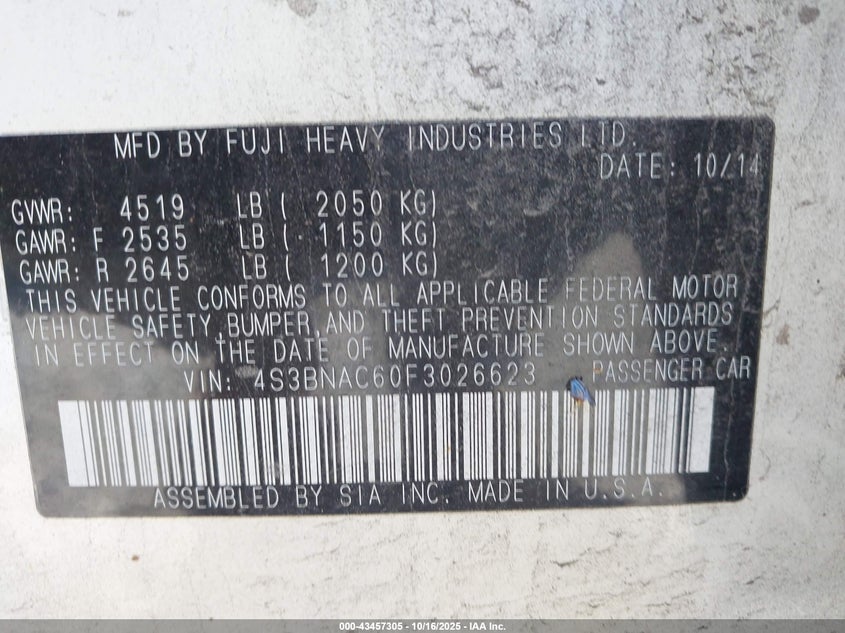 MFD BY FUJI HEAVY INDUSTRIES LTD.
DATE: 10/14
GVWR: 4519 LB ( 2050 KG)
GAWR: F 2535 LB ( 1150 KG)
GAWR: R 2645 LB ( 1200 KG)
THIS VEHICLE CONFORMS TO ALL APPLICABLE FEDERAL MOTOR
VEHICLE SAFETY, BUMPER, AND THEFT PREVENTION STANDARDS
IN EFFECT ON THE DATE OF MANUFACTURE SHOWN ABOVE.
VIN: 4S3BNAC60F3026623 PASSENGER CAR
ASSEMBLED BY SIA INC. MADE IN U.S.A.
000-43457305 - 10/16/2025 - IAA Inc.